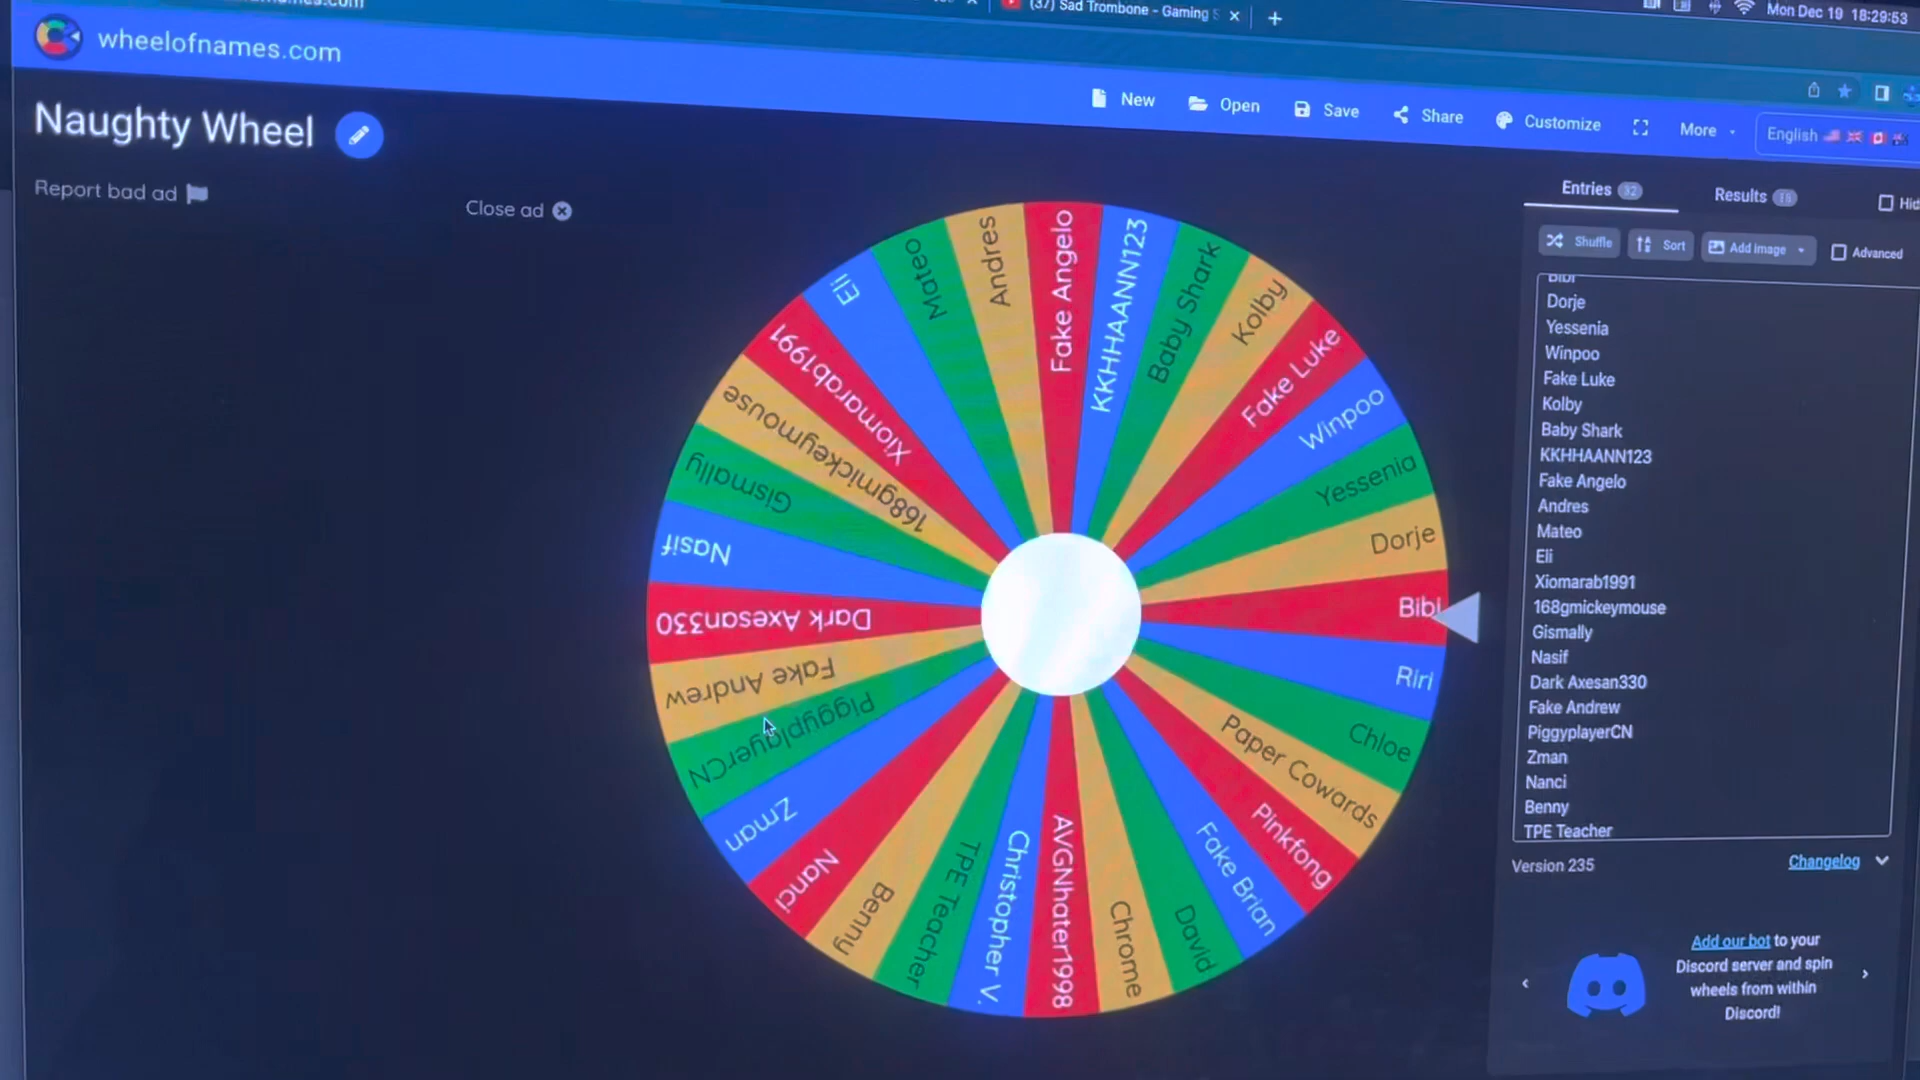 (37) Sad Trombone - Gaming S
Mon Dec 19 18:29:53
wheelofnames.com
New
Open
Save
Share
Customize
More
English
Naughty Wheel
Report bad ad
Close ad
Entries 32
Results 18
Hid
Shuffle
Sort
Add image
Advanced
Fake Angelo
KKHHAANN123
Baby Shark
Kolby
Fake Luke
Winpoo
Yessenia
Dorje
Bibi
Riri
Chloe
Paper Cowards
Pinkfong
Fake Brian
David
Chrome
AVGNhater1998
Christopher V.
TPE Teacher
Benny
Nanci
Zman
PiggyplayerCN
Fake Andrew
Dark Axesan330
Nasif
Gismally
168gmickeymouse
Xiomarab1991
Eli
Mateo
Andres
Bibi
Dorje
Yessenia
Winpoo
Fake Luke
Kolby
Baby Shark
KKHHAANN123
Fake Angelo
Andres
Mateo
Eli
Xiomarab1991
168gmickeymouse
Gismally
Nasif
Dark Axesan330
Fake Andrew
PiggyplayerCN
Zman
Nanci
Benny
TPE Teacher
Version 235
Changelog
Add our bot to your
Discord server and spin
wheels from within
Discord!